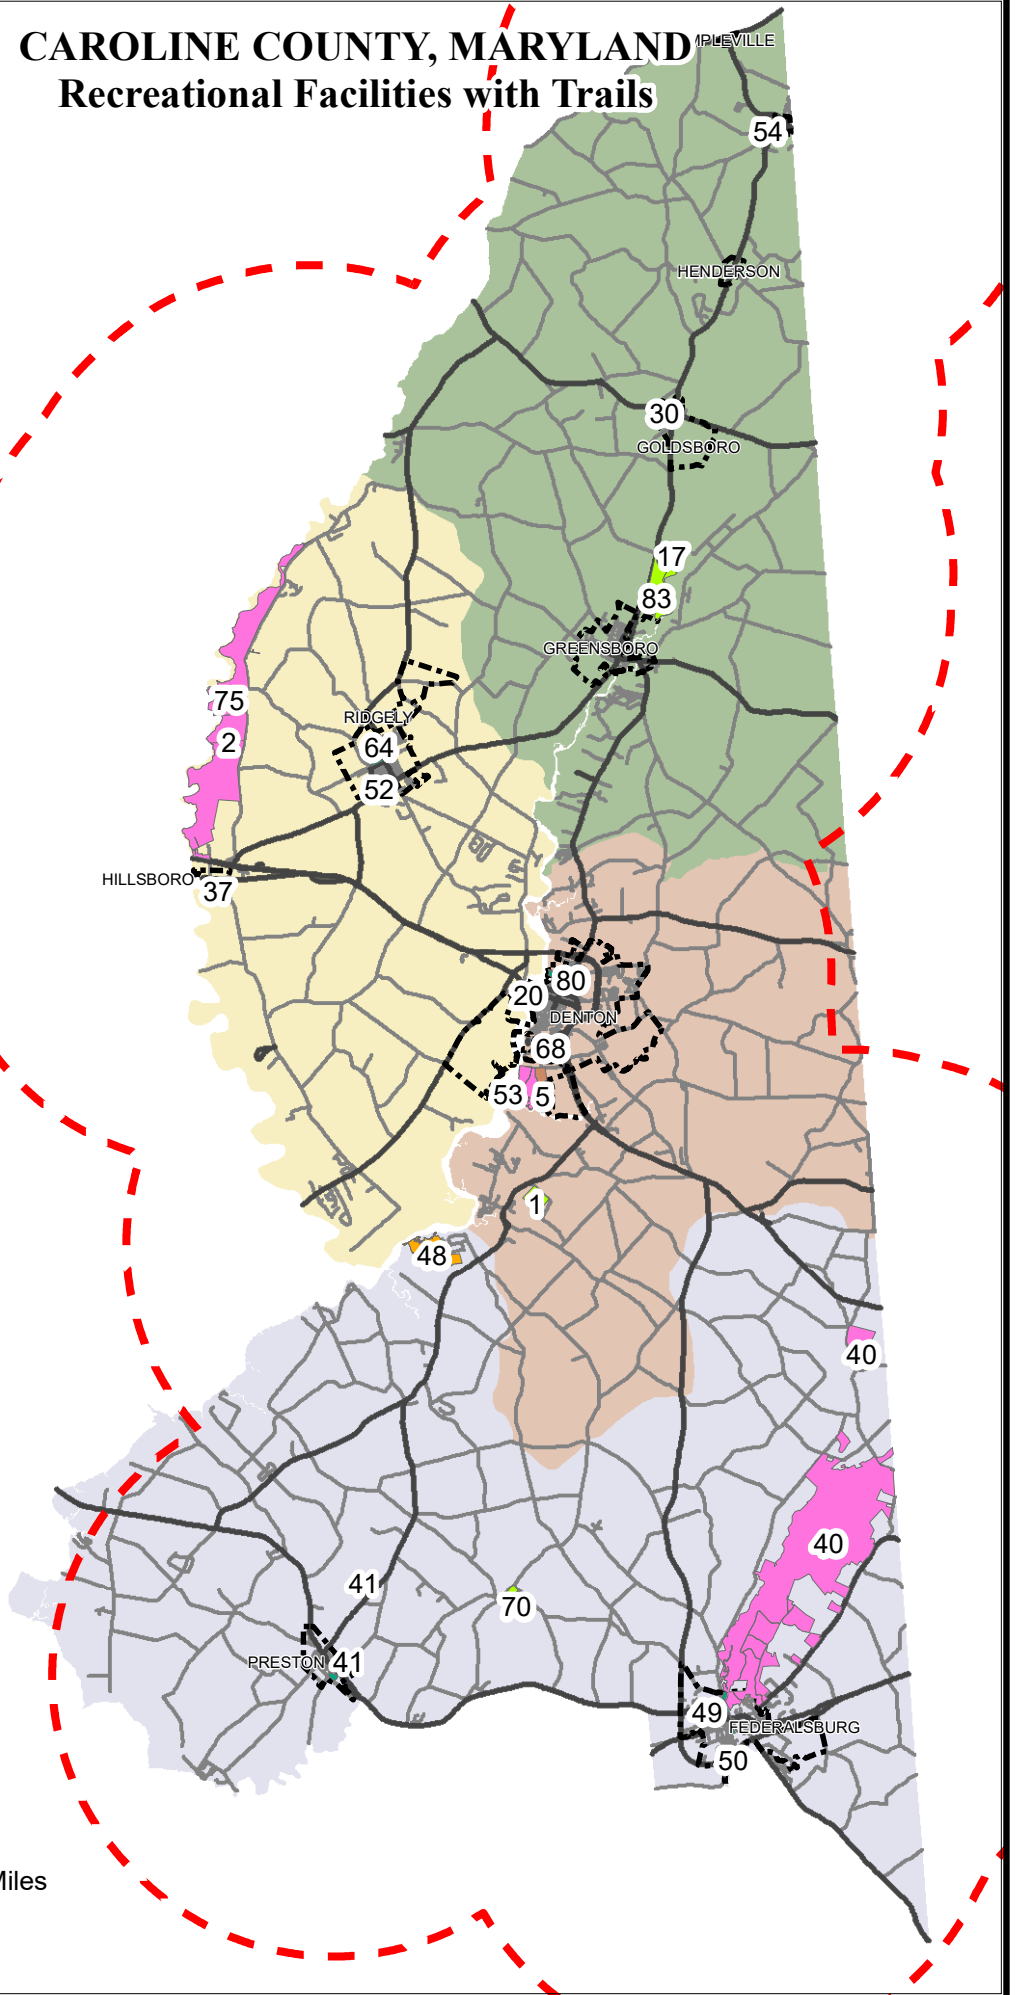 CAROLINE COUNTY, MARYLAND
Recreational Facilities with Trails
MPLEVILLE
54
HENDERSON
30
GOLDSBORO
17
83
GREENSBORO
75
2
RIDGELY
64
52
HILLSBORO
37
80
20
DENTON
68
53
5
1
48
40
40
41
70
PRESTON
41
49
FEDERALSBURG
50
Miles